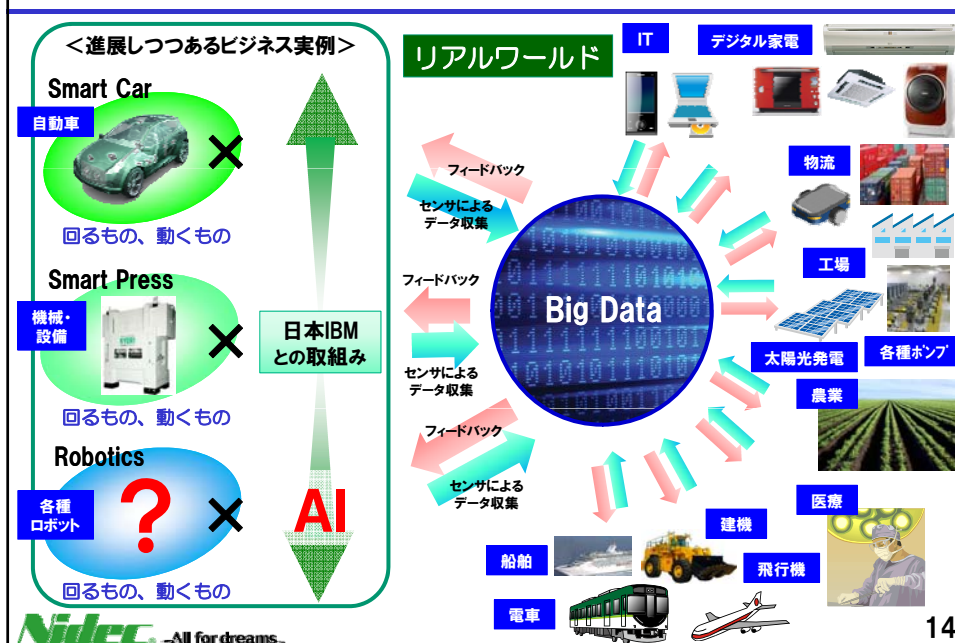 ＜進展しつつあるビジネス実例＞
Smart Car
自動車
×
回るもの、動くもの
Smart Press
機械・
設備
×
回るもの、動くもの
Robotics
各種
ロボット
?
×
回るもの、動くもの
日本IBM
との取組み
AI
リアルワールド
フィードバック
センサによる
データ収集
フィードバック
センサによる
データ収集
フィードバック
センサによる
データ収集
Big Data
IT
デジタル家電
物流
工場
太陽光発電
各種ポンプ
農業
医療
建機
飛行機
船舶
電車
Nidec
-All for dreams-
14